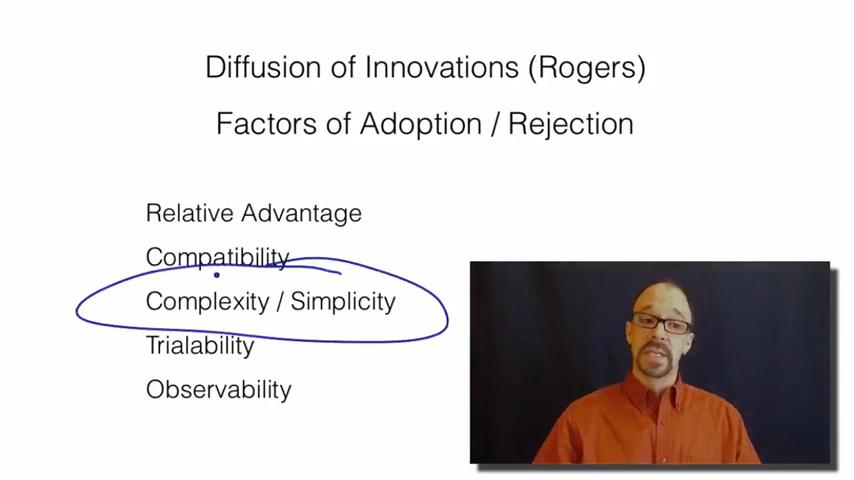 Diffusion of Innovations (Rogers)
Factors of Adoption / Rejection
Relative Advantage
Compatibility
Complexity / Simplicity
Trialability
Observability